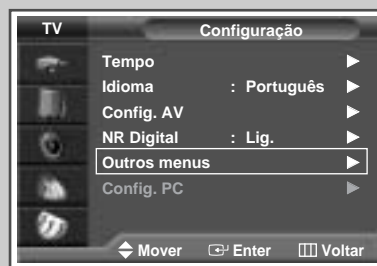 TV Configuração
Tempo
Idioma : Português
Config. AV
NR Digital : Lig.
Outros menus
Config. PC
Mover Enter Voltar